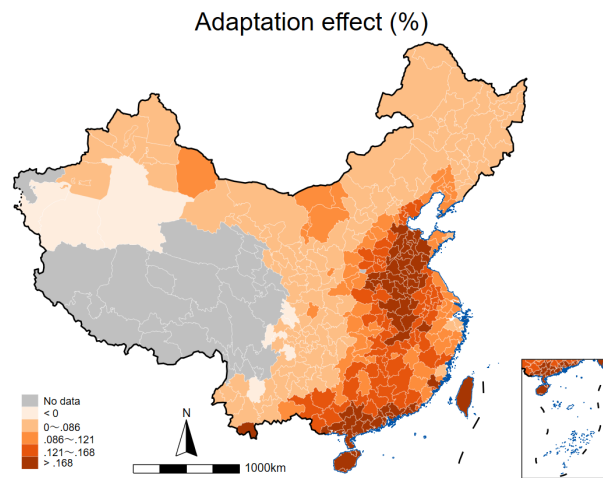 Adaptation effect (%)
No data
< 0
0～.086
.086～.121
.121～.168
> .168
N
1000km